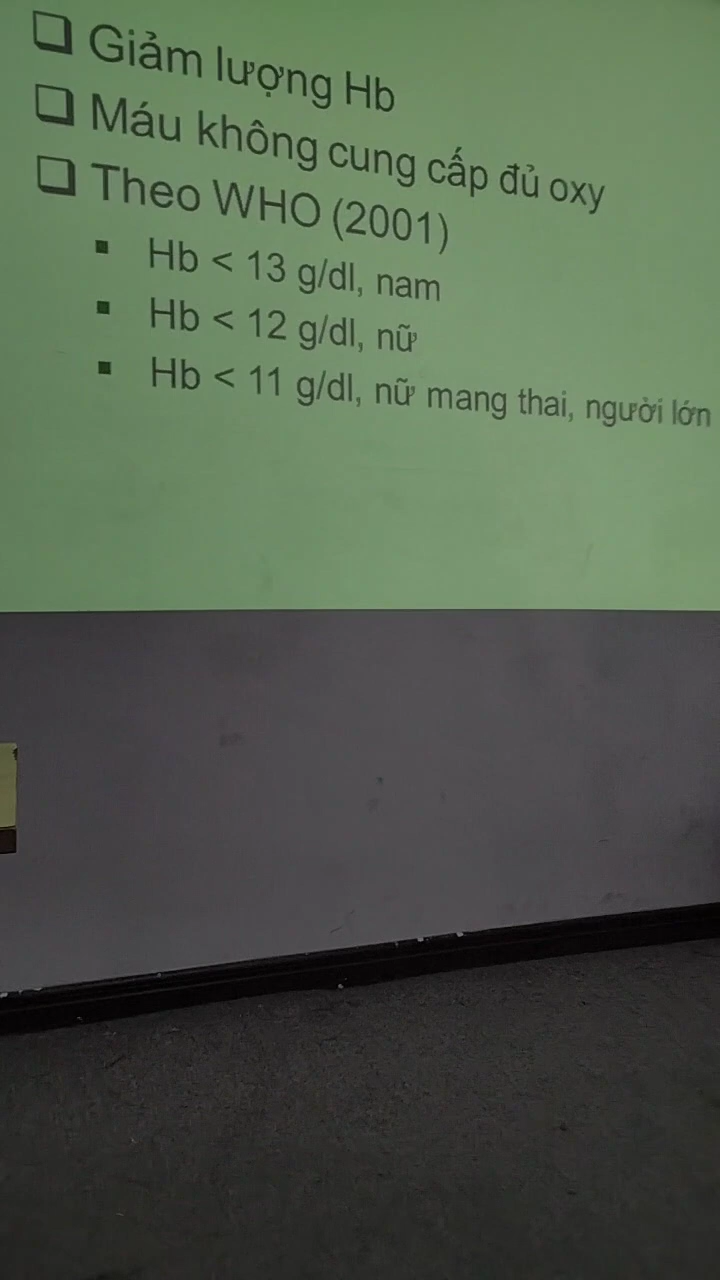 Giảm lượng Hb
Máu không cung cấp đủ oxy
Theo WHO (2001)
Hb < 13 g/dl, nam
Hb < 12 g/dl, nữ
Hb < 11 g/dl, nữ mang thai, người lớn